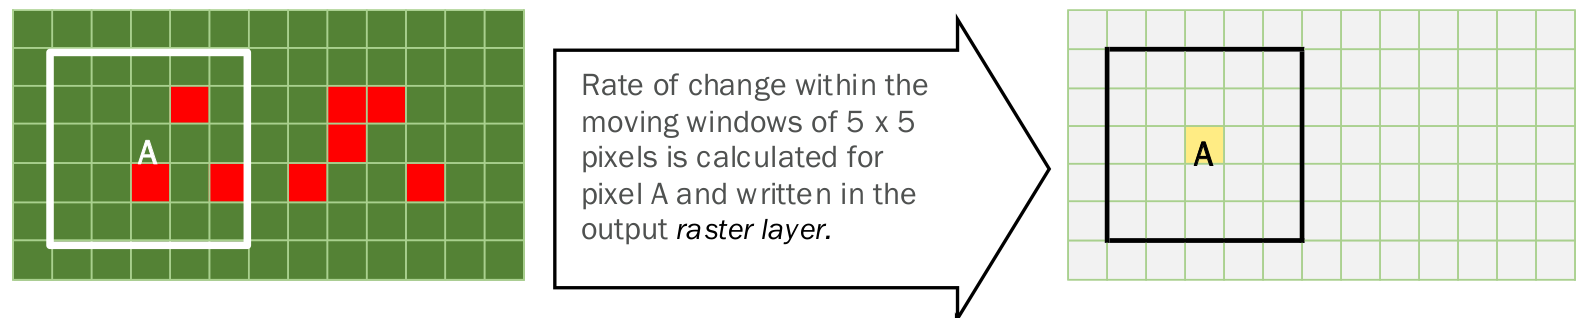 A
Rate of change within the
moving windows of 5 x 5
pixels is calculated for
pixel A and written in the
output raster layer.
A